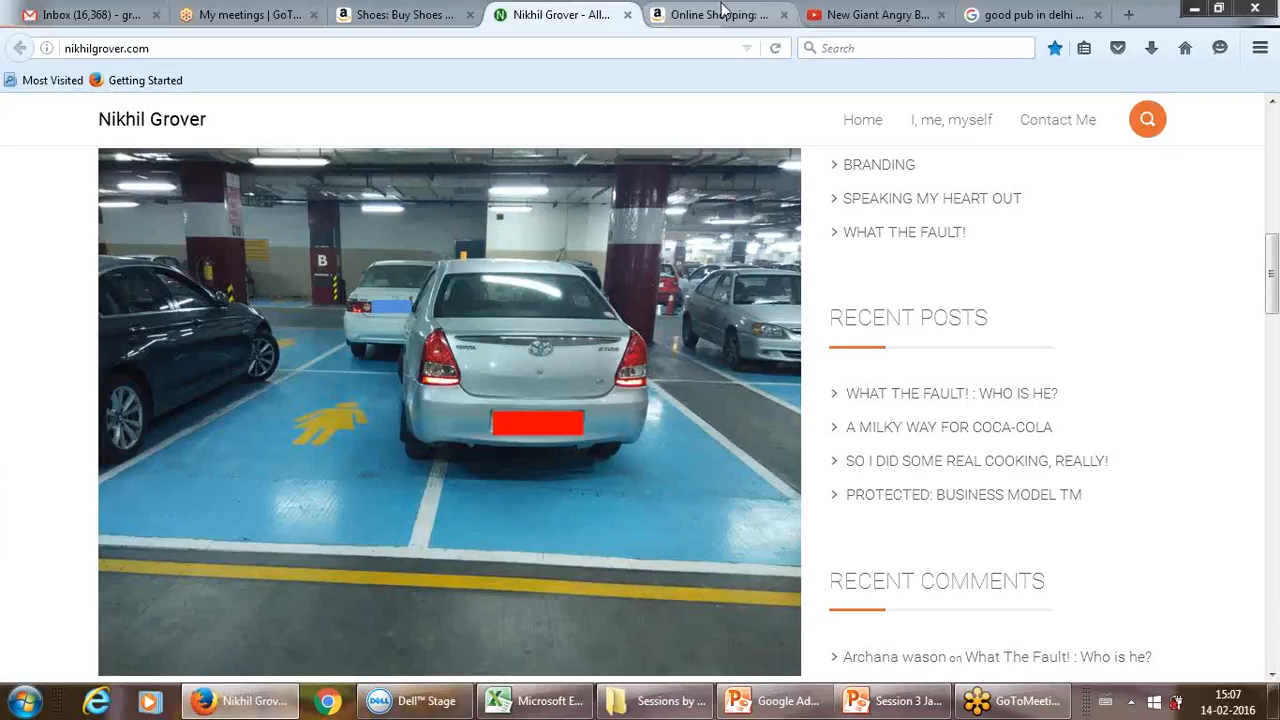 Inbox (16,368) - gr...
My meetings | GoT...
Shoes: Buy Shoes ...
Nikhil Grover - All...
Online Shopping: ...
New Giant Angry B...
good pub in delhi ...
nikhilgrover.com
Search
Most Visited
Getting Started
Nikhil Grover
Home
I, me, myself
Contact Me
BRANDING
SPEAKING MY HEART OUT
WHAT THE FAULT!
B
TOYOTA
RECENT POSTS
WHAT THE FAULT! : WHO IS HE?
A MILKY WAY FOR COCA-COLA
SO I DID SOME REAL COOKING, REALLY!
PROTECTED: BUSINESS MODEL TM
RECENT COMMENTS
Archana wason on What The Fault! : Who is he?
Nikhil Grov...
DELL
Dell™ Stage
Microsoft E...
Sessions by ...
Google Ad...
Session 3 Ja...
GoToMeeti...
15:07
14-02-2016